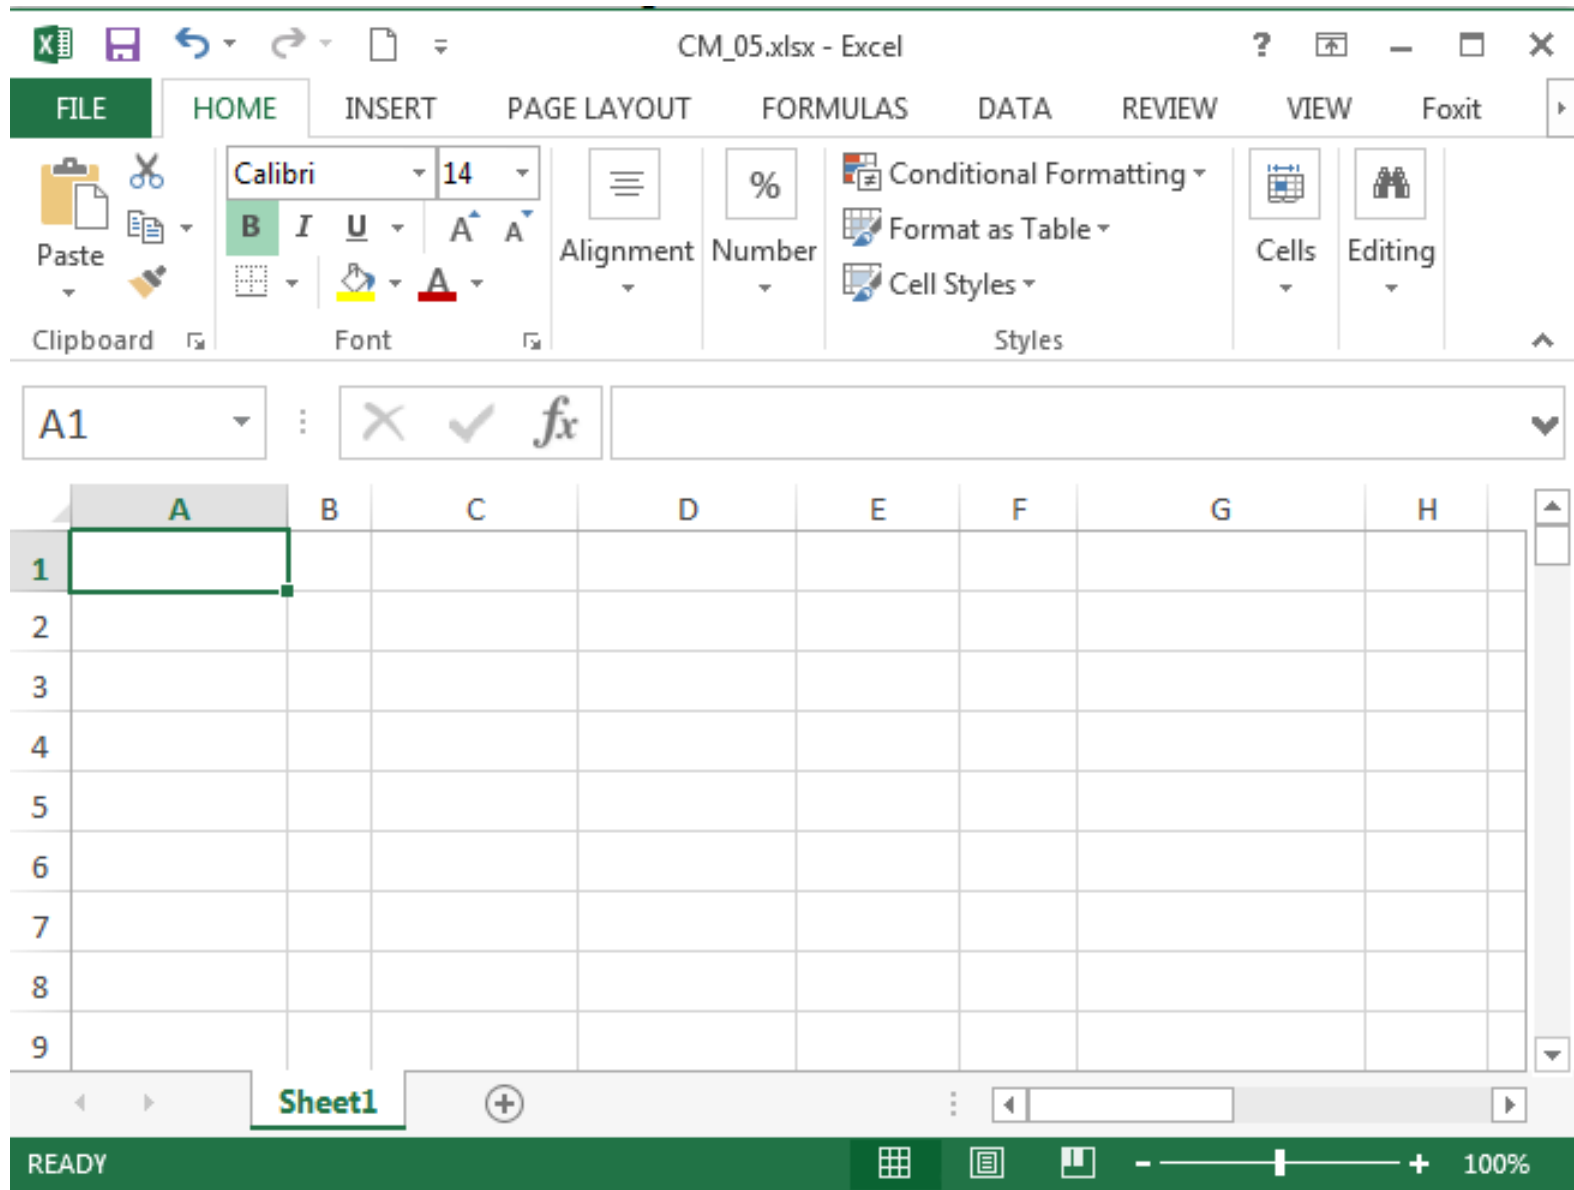 CM_05.xlsx - Excel
FILE HOME INSERT PAGE LAYOUT FORMULAS DATA REVIEW VIEW Foxit
Calibri 14 % Conditional Formatting
B I U A A Format as Table
Paste Alignment Number Cells Editing
A Cell Styles
Clipboard Font Styles
A1 fx
A B C D E F G H
1
2
3
4
5
6
7
8
9
Sheet1
READY 100%